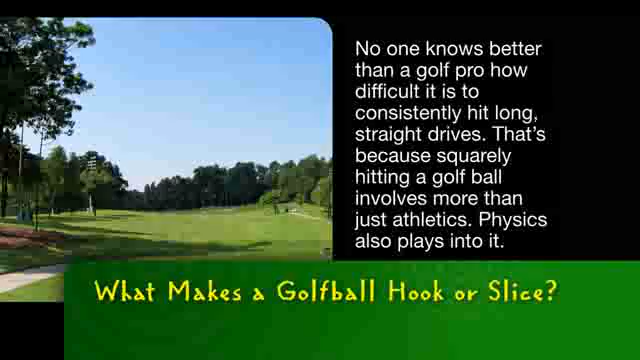 No one knows better
than a golf pro how
difficult it is to
consistently hit long,
straight drives. That's
because squarely
hitting a golf ball
involves more than
just athletics. Physics
also plays into it.
What Makes a Golfball Hook or Slice?